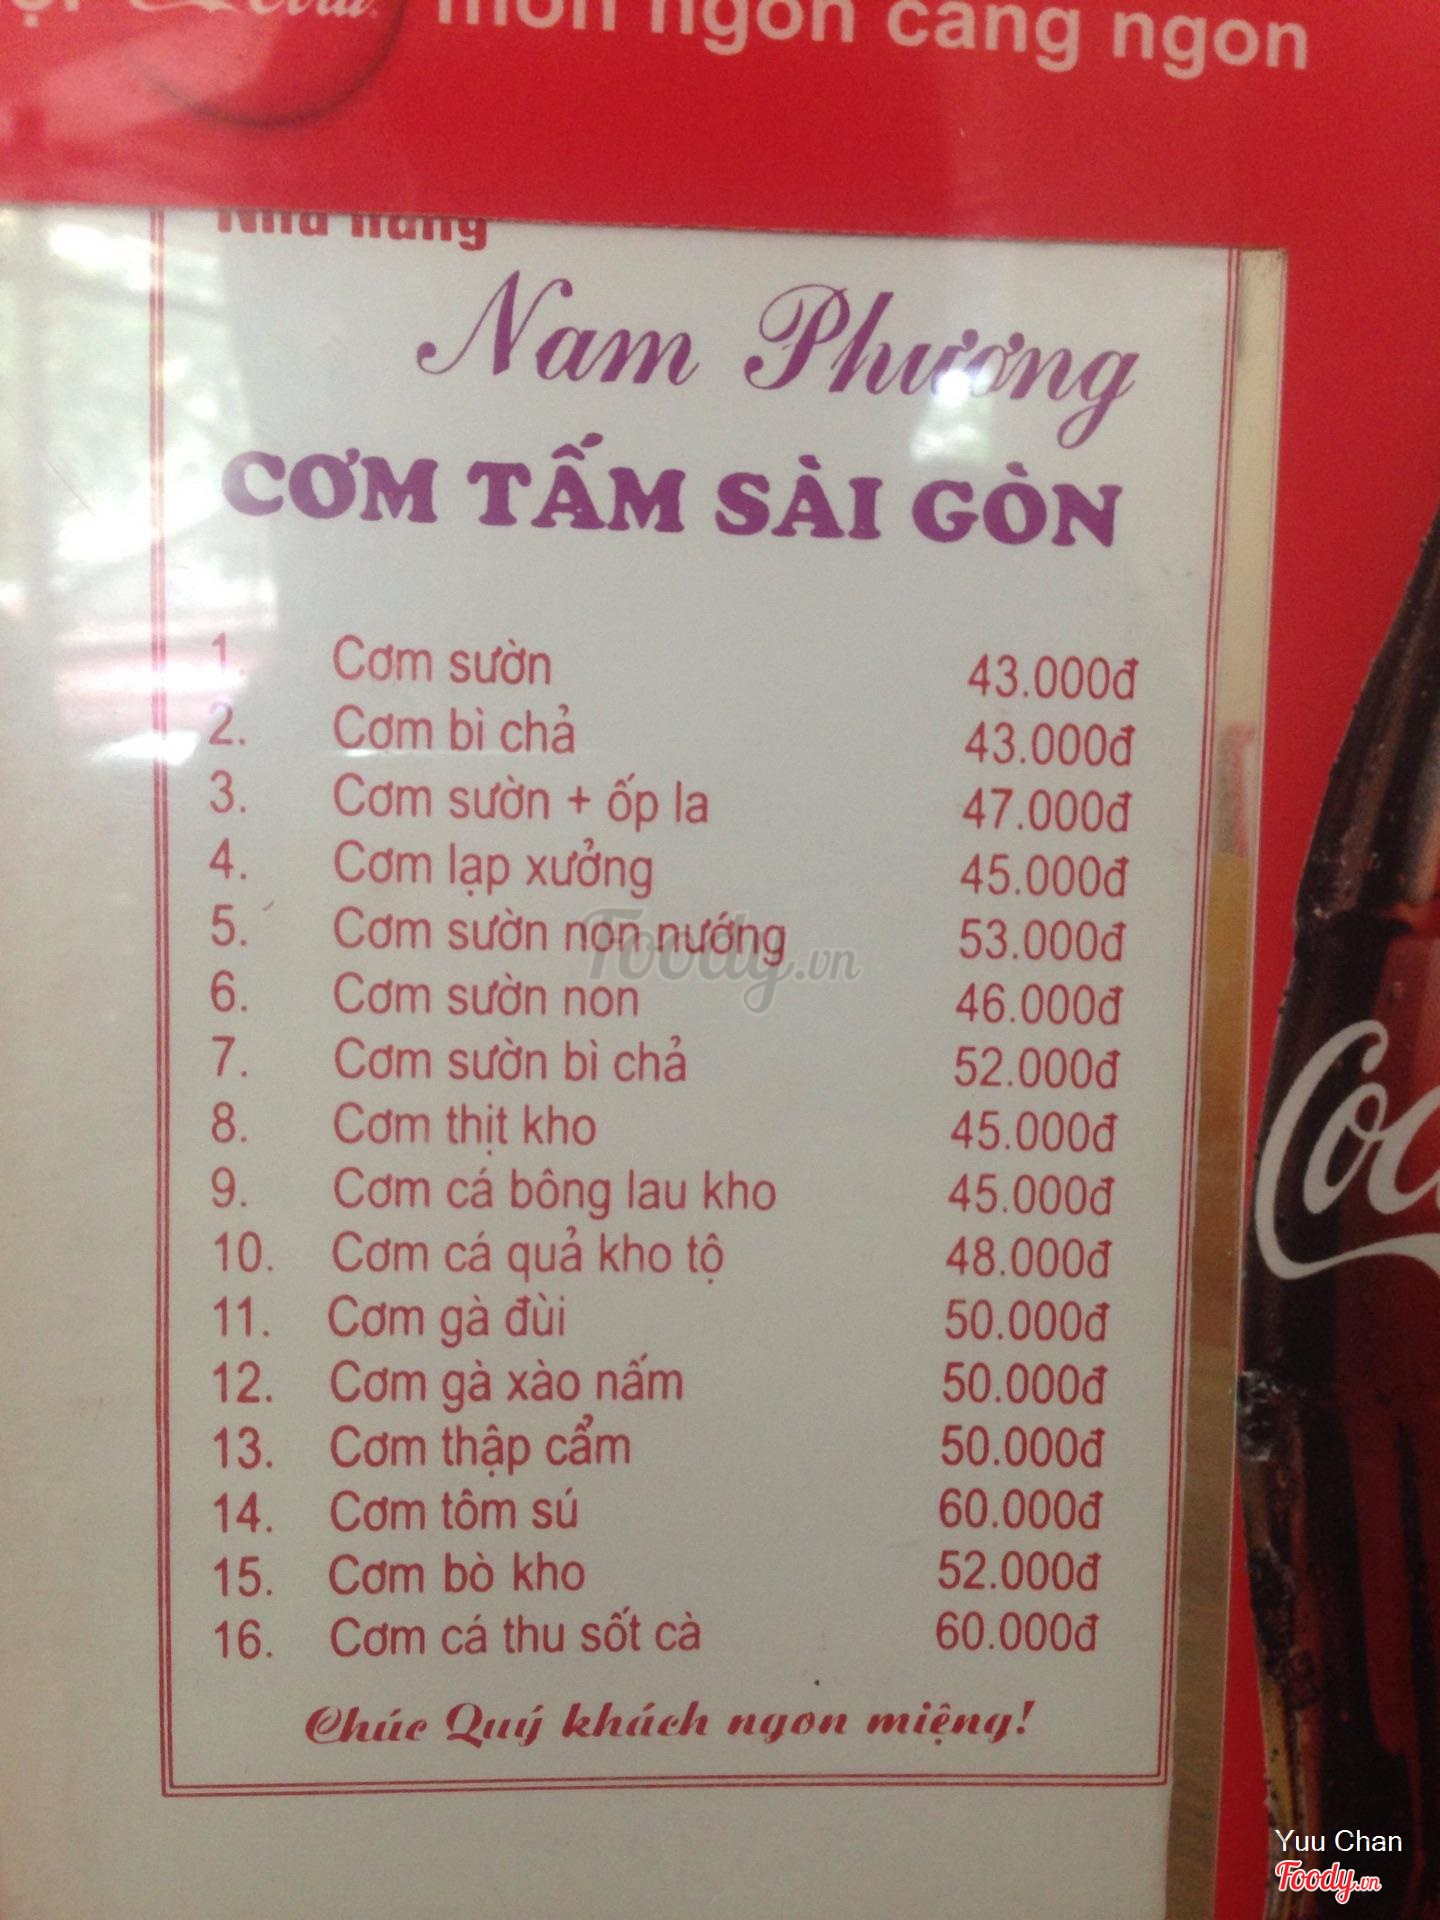 món ngon càng ngon
Nhà hàng
Nam Phương
CƠM TẤM SÀI GÒN
1. Cơm sườn 43.000đ
2. Cơm bì chả 43.000đ
3. Cơm sườn + ốp la 47.000đ
4. Cơm lạp xưởng 45.000đ
5. Cơm sườn non nướng 53.000đ
6. Cơm sườn non 46.000đ
7. Cơm sườn bì chả 52.000đ
8. Cơm thịt kho 45.000đ
9. Cơm cá bông lau kho 45.000đ
10. Cơm cá quả kho tộ 48.000đ
11. Cơm gà đùi 50.000đ
12. Cơm gà xào nấm 50.000đ
13. Cơm thập cẩm 50.000đ
14. Cơm tôm sú 60.000đ
15. Cơm bò kho 52.000đ
16. Cơm cá thu sốt cà 60.000đ
Chúc Quý khách ngon miệng!
Foody.vn
Yuu Chan
Foody.vn